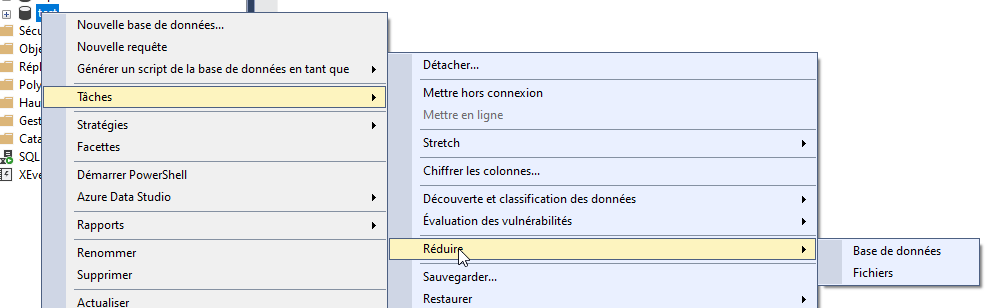 test
Nouvelle base de données...
Nouvelle requête
Générer un script de la base de données en tant que
Tâches
Stratégies
Facettes
Démarrer PowerShell
Azure Data Studio
Rapports
Renommer
Supprimer
Actualiser
Détacher...
Mettre hors connexion
Mettre en ligne
Stretch
Chiffrer les colonnes...
Découverte et classification des données
Évaluation des vulnérabilités
Réduire
Sauvegarder...
Restaurer
Base de données
Fichiers
Sécu
Obje
Répl
Poly
Hau
Gest
Cata
SQL
XEve